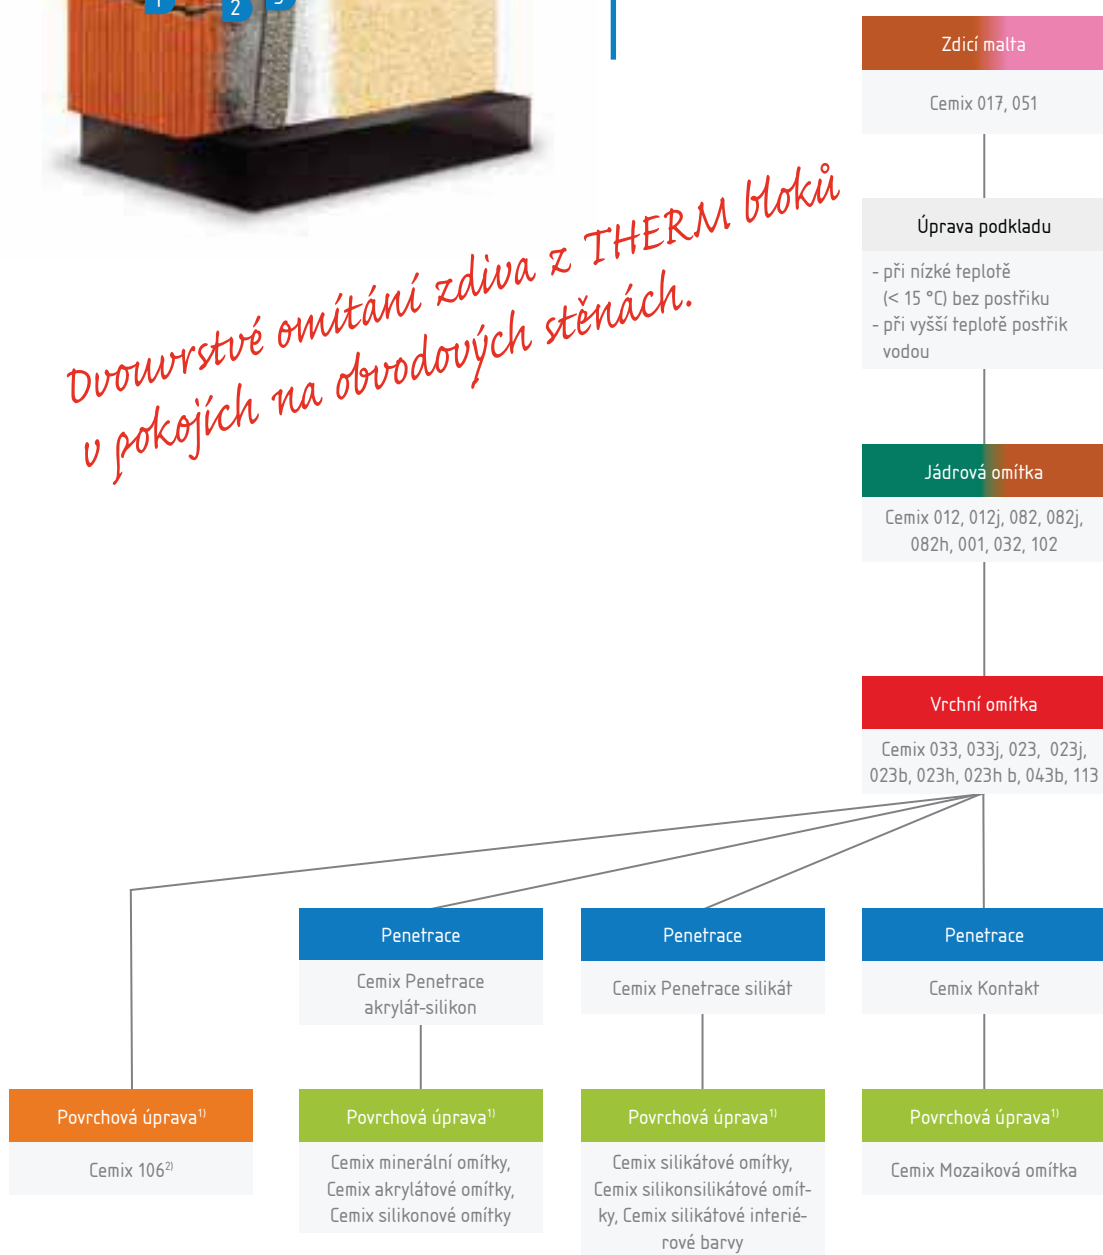 1
2
3
Dvouvrstvé omítání zdiva z THERM bloků
v pokojích na obvodových stěnách.
Zdicí malta
Cemix 017, 051
Úprava podkladu
- při nízké teplotě
(< 15 °C) bez postřiku
- při vyšší teplotě postřik
vodou
Jádrová omítka
Cemix 012, 012j, 082, 082j,
082h, 001, 032, 102
Vrchní omítka
Cemix 033, 033j, 023, 023j,
023b, 023h, 023h b, 043b, 113
Penetrace
Cemix Penetrace
akrylát-silikon
Penetrace
Cemix Penetrace silikát
Penetrace
Cemix Kontakt
Povrchová úprava1)
Cemix 1062)
Povrchová úprava1)
Cemix minerální omítky,
Cemix akrylátové omítky,
Cemix silikonové omítky
Povrchová úprava1)
Cemix silikátové omítky,
Cemix silikonsilikátové omít-
ky, Cemix silikátové interié-
rové barvy
Povrchová úprava1)
Cemix Mozaiková omítka